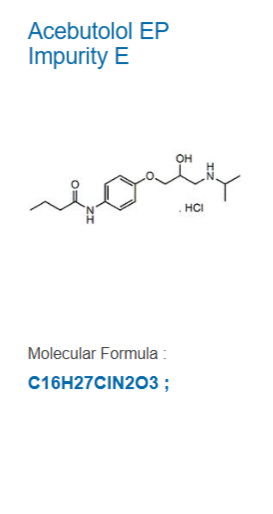 Acebutolol EP
Impurity E
OH
O
H
N
O
N
H
. HCl
Molecular Formula :
C16H27ClN2O3 ;